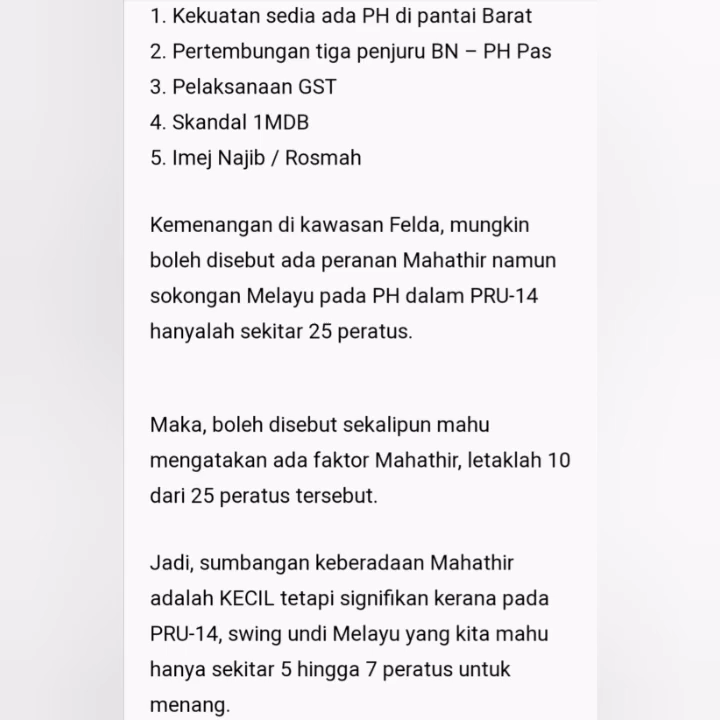 1. Kekuatan sedia ada PH di pantai Barat
2. Pertembungan tiga penjuru BN – PH Pas
3. Pelaksanaan GST
4. Skandal 1MDB
5. Imej Najib / Rosmah
Kemenangan di kawasan Felda, mungkin
boleh disebut ada peranan Mahathir namun
sokongan Melayu pada PH dalam PRU-14
hanyalah sekitar 25 peratus.
Maka, boleh disebut sekalipun mahu
mengatakan ada faktor Mahathir, letaklah 10
dari 25 peratus tersebut.
Jadi, sumbangan keberadaan Mahathir
adalah KECIL tetapi signifikan kerana pada
PRU-14, swing undi Melayu yang kita mahu
hanya sekitar 5 hingga 7 peratus untuk
menang.